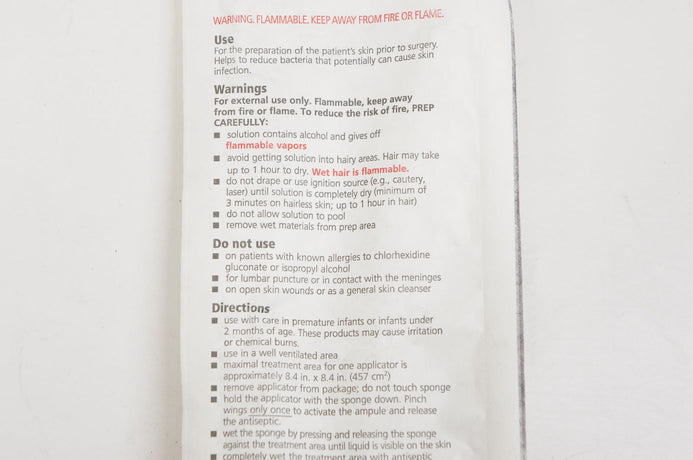 WARNING. FLAMMABLE. KEEP AWAY FROM FIRE OR FLAME.
Use
For the preparation of the patient's skin prior to surgery.
Helps to reduce bacteria that potentially can cause skin
infection.
Warnings
For external use only. Flammable, keep away
from fire or flame. To reduce the risk of fire, PREP
CAREFULLY:
■ solution contains alcohol and gives off
flammable vapors
■ avoid getting solution into hairy areas. Hair may take
up to 1 hour to dry. Wet hair is flammable.
■ do not drape or use ignition source (e.g., cautery,
laser) until solution is completely dry (minimum of
3 minutes on hairless skin; up to 1 hour in hair)
■ do not allow solution to pool
■ remove wet materials from prep area
Do not use
■ on patients with known allergies to chlorhexidine
gluconate or isopropyl alcohol
■ for lumbar puncture or in contact with the meninges
■ on open skin wounds or as a general skin cleanser
Directions
■ use with care in premature infants or infants under
2 months of age. These products may cause irritation
or chemical burns.
■ use in a well ventilated area
■ maximal treatment area for one applicator is
approximately 8.4 in. x 8.4 in. (457 cm²)
■ remove applicator from package; do not touch sponge
■ hold the applicator with the sponge down. Pinch
wings only once to activate the ampule and release
the antiseptic.
■ wet the sponge by pressing and releasing the sponge
against the treatment area until liquid is visible on the skin
■ completely wet the treatment area with antiseptic